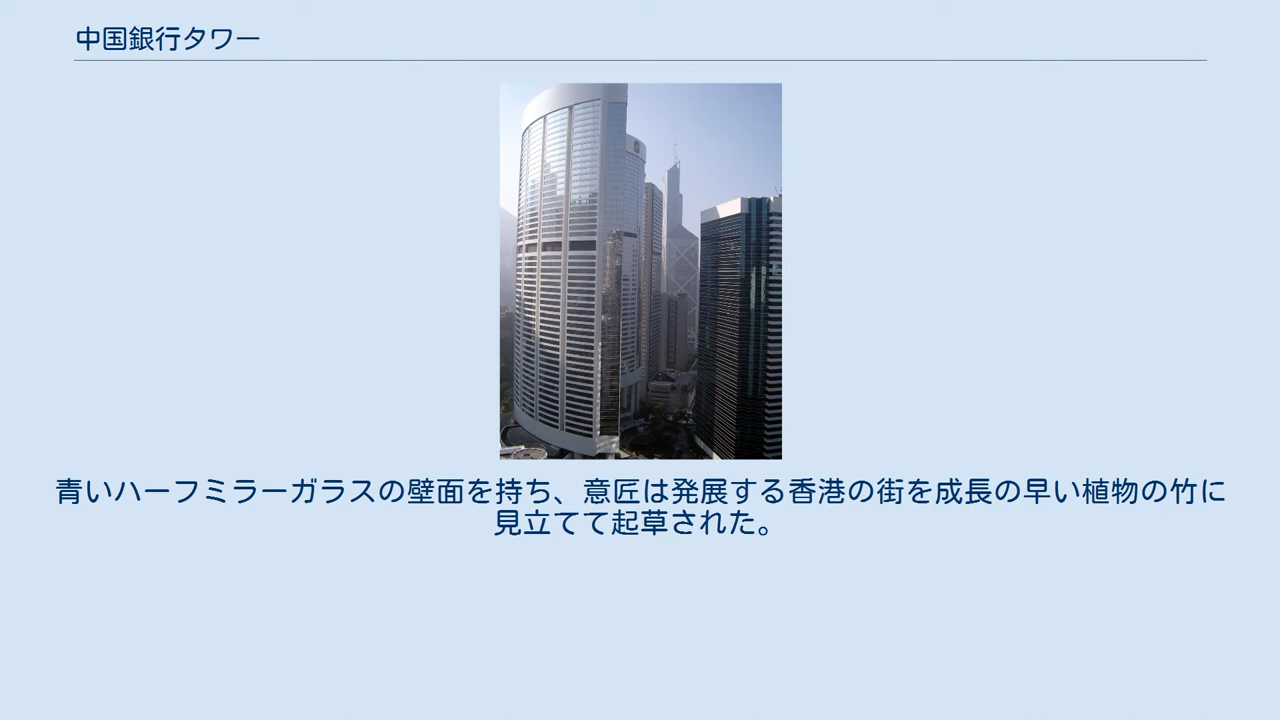 中国銀行タワー
青いハーフミラーガラスの壁面を持ち、意匠は発展する香港の街を成長の早い植物の竹に
見立てて起草された。